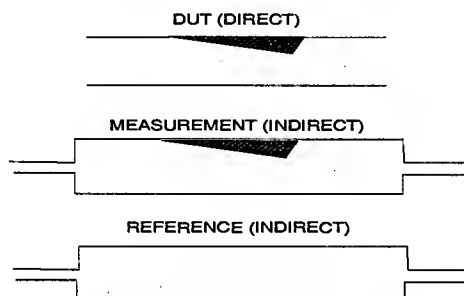 DUT (DIRECT)
MEASUREMENT (INDIRECT)
REFERENCE (INDIRECT)